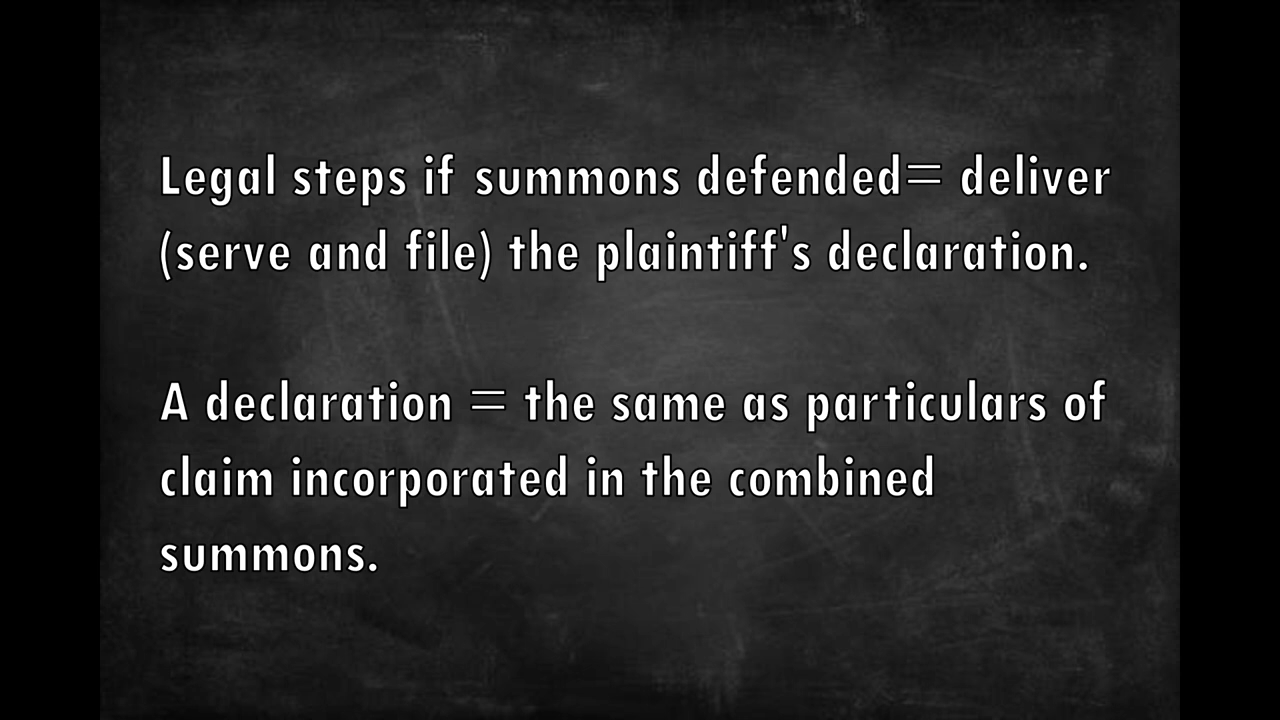 Legal steps if summons defended= deliver
(serve and file) the plaintiff's declaration.
A declaration = the same as particulars of
claim incorporated in the combined
summons.